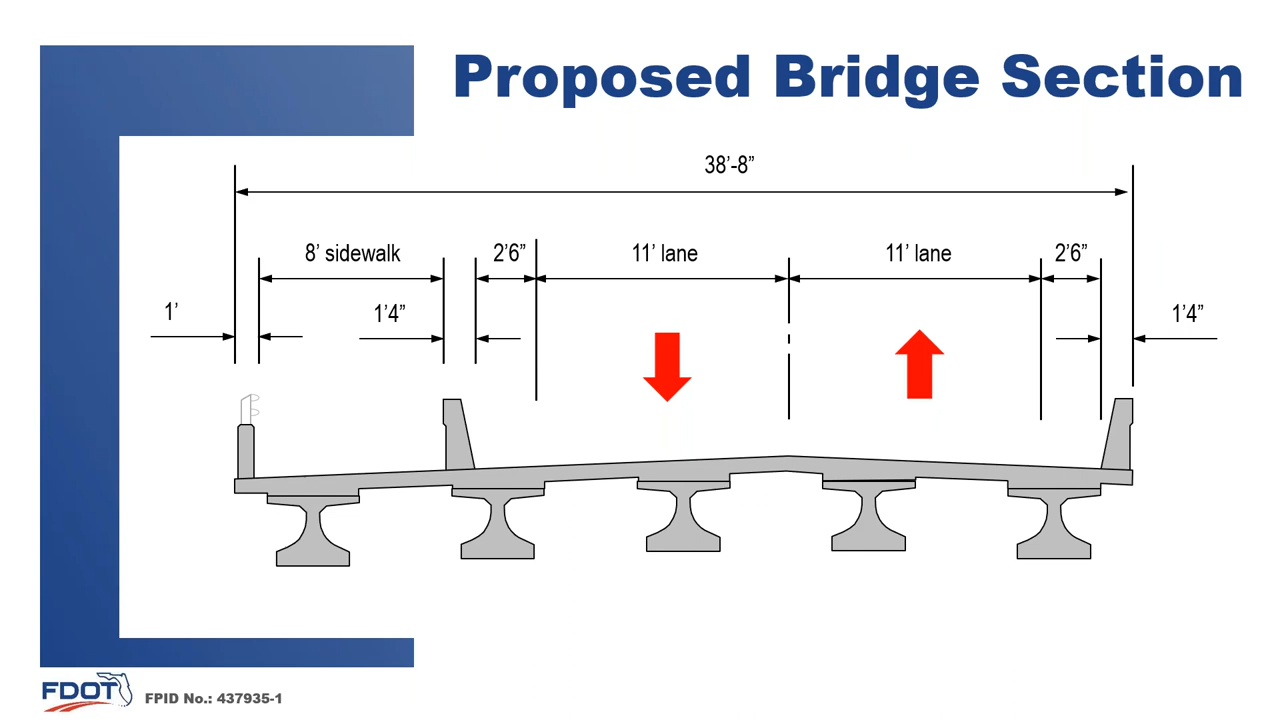 Proposed Bridge Section
38’-8”
8’ sidewalk
2’6”
11’ lane
11’ lane
2’6”
1’
1’4”
1’4”
FDOT
FPID No.: 437935-1